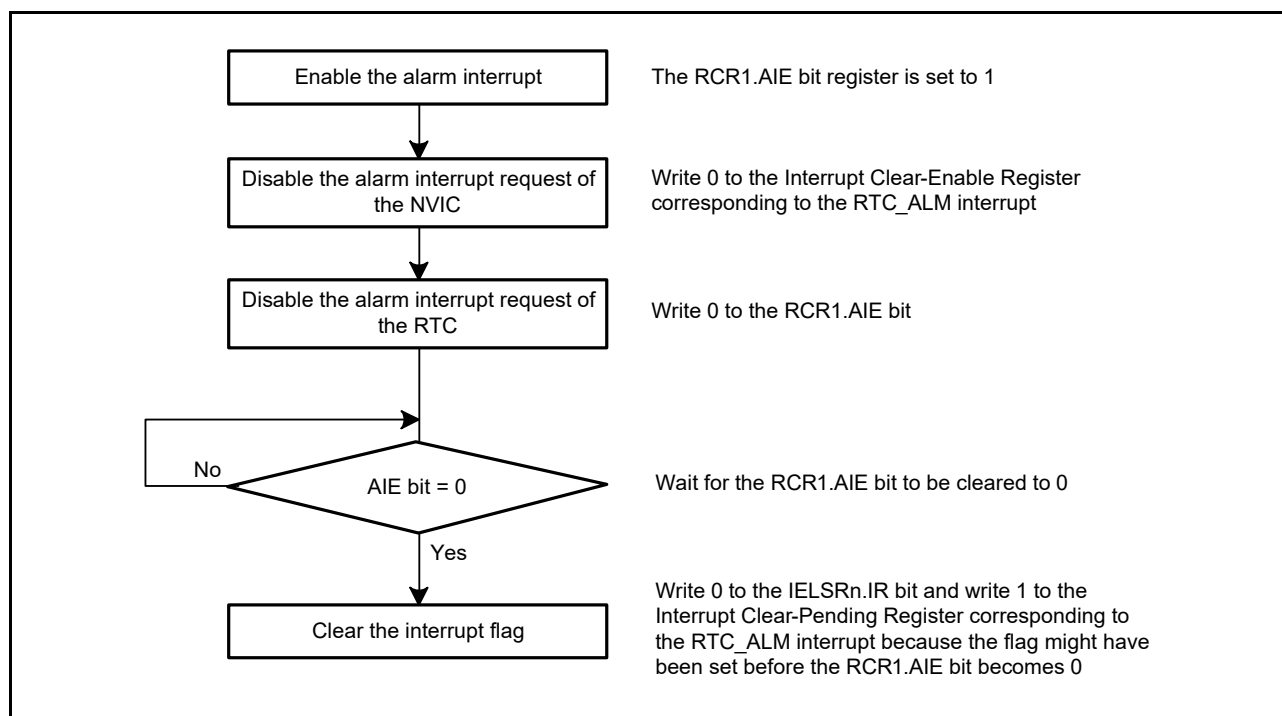 Enable the alarm interrupt
The RCR1.AIE bit register is set to 1
Disable the alarm interrupt request of
the NVIC
Write 0 to the Interrupt Clear-Enable Register
corresponding to the RTC_ALM interrupt
Disable the alarm interrupt request of
the RTC
Write 0 to the RCR1.AIE bit
No
AIE bit = 0
Wait for the RCR1.AIE bit to be cleared to 0
Yes
Clear the interrupt flag
Write 0 to the IELSRn.IR bit and write 1 to the
Interrupt Clear-Pending Register corresponding to
the RTC_ALM interrupt because the flag might have
been set before the RCR1.AIE bit becomes 0